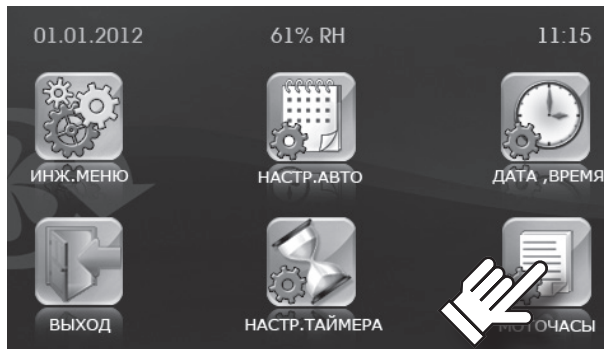 01.01.2012 61% RH 11:15
ИНЖ.МЕНЮ НАСТР.АВТО ДАТА ,ВРЕМЯ
ВЫХОД НАСТР.ТАЙМЕРА МОТОЧАСЫ